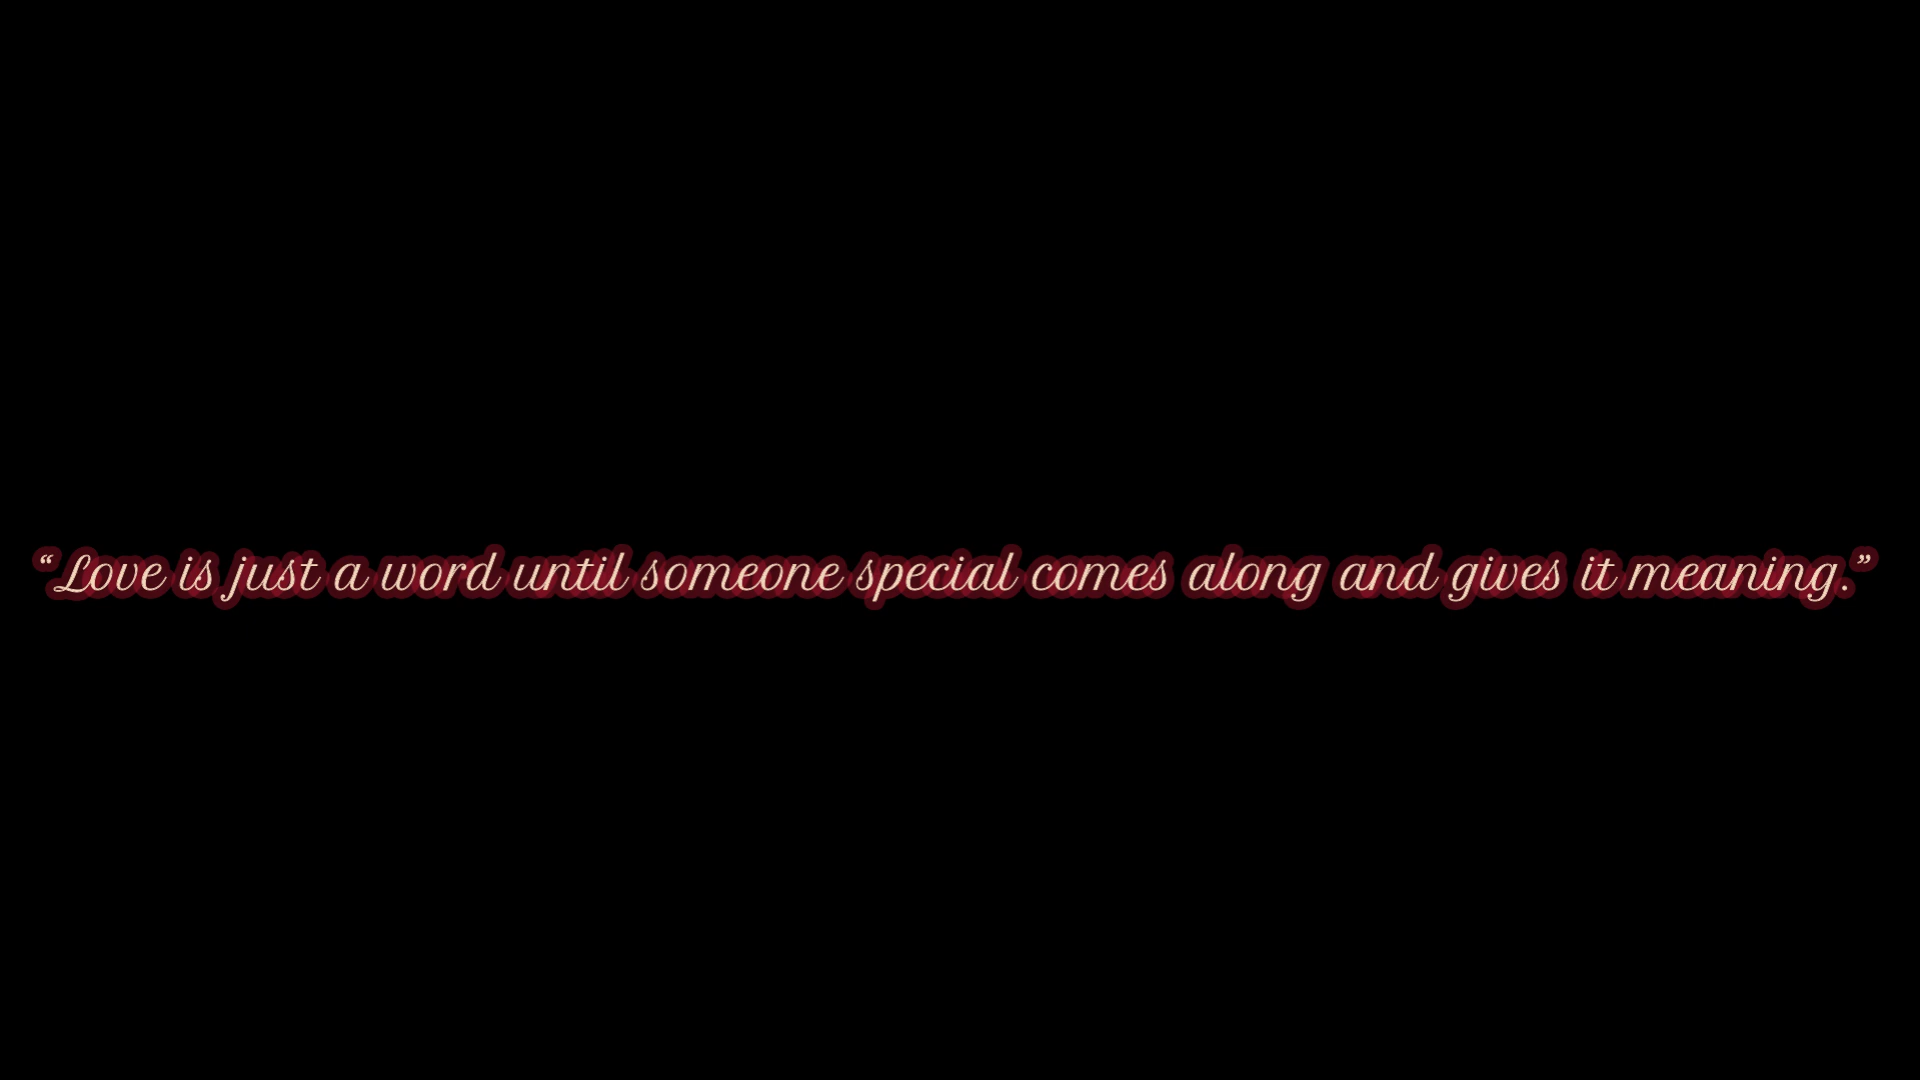 “Love is just a word until someone special comes along and gives it meaning.”